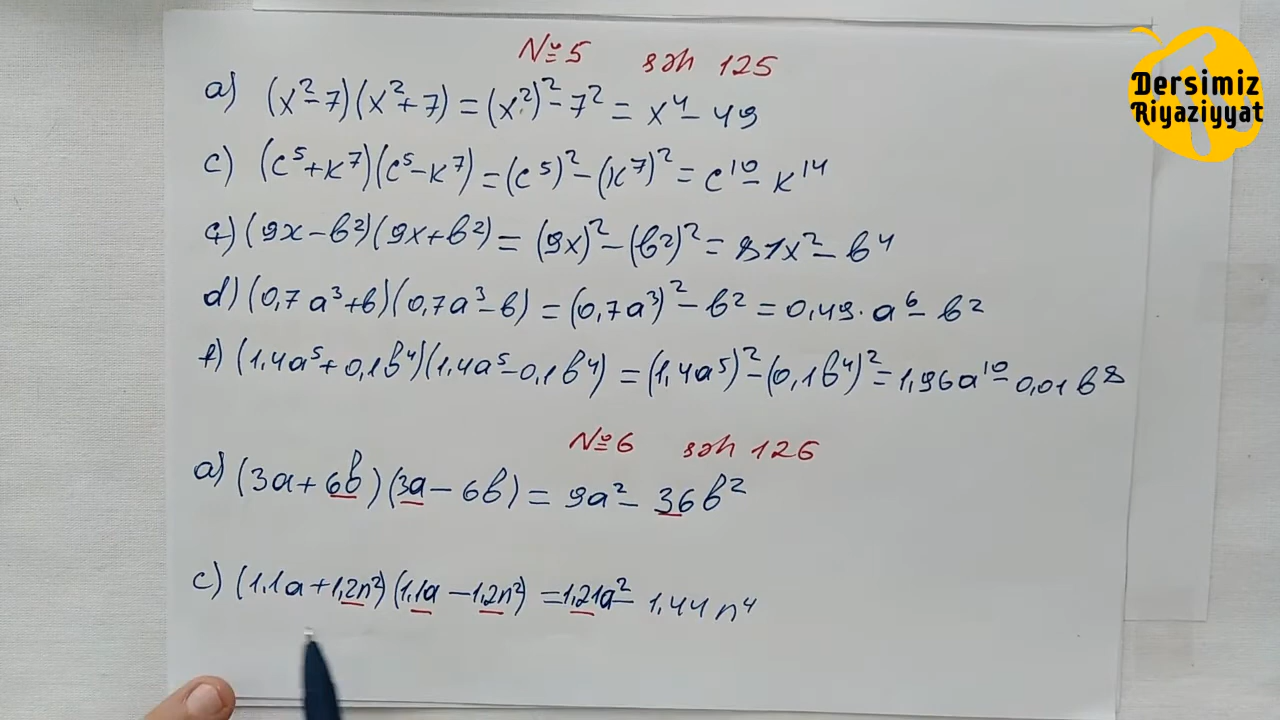 Dersimiz
Riyaziyyat
№5 səh 125
a) (x²-7)(x²+7) = (x²)² - 7² = x⁴ - 49
c) (c⁵+k⁷)(c⁵-k⁷) = (c⁵)² - (k⁷)² = c¹⁰ - k¹⁴
ç) (9x-b²)(9x+b²) = (9x)² - (b²)² = 81x² - b⁴
d) (0,7a³+b)(0,7a³-b) = (0,7a³)² - b² = 0,49·a⁶ - b²
f) (1,4a⁵+0,1b⁴)(1,4a⁵-0,1b⁴) = (1,4a⁵)² - (0,1b⁴)² = 1,96a¹⁰ - 0,01b⁸
№6 səh 126
a) (3a+6b)(3a-6b) = 9a² - 36b²
c) (1,1a+1,2n²)(1,1a-1,2n²) = 1,21a² - 1,44n⁴